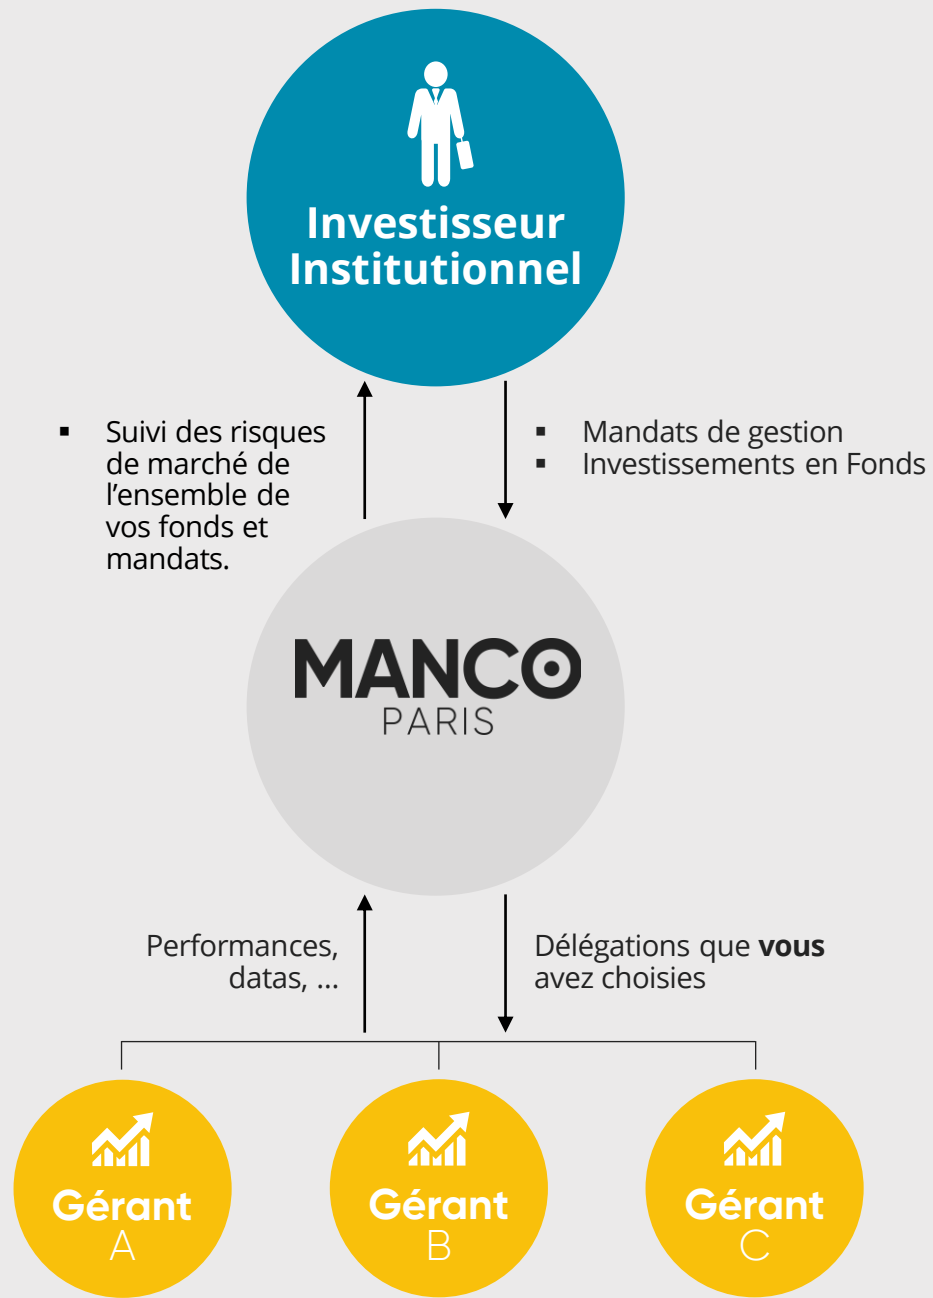 Investisseur
Institutionnel
▪ Suivi des risques
de marché de
l’ensemble de
vos fonds et
mandats.
▪ Mandats de gestion
▪ Investissements en Fonds
MANCO
PARIS
Performances,
datas, ...
Délégations que vous
avez choisies
Gérant
A
Gérant
B
Gérant
C